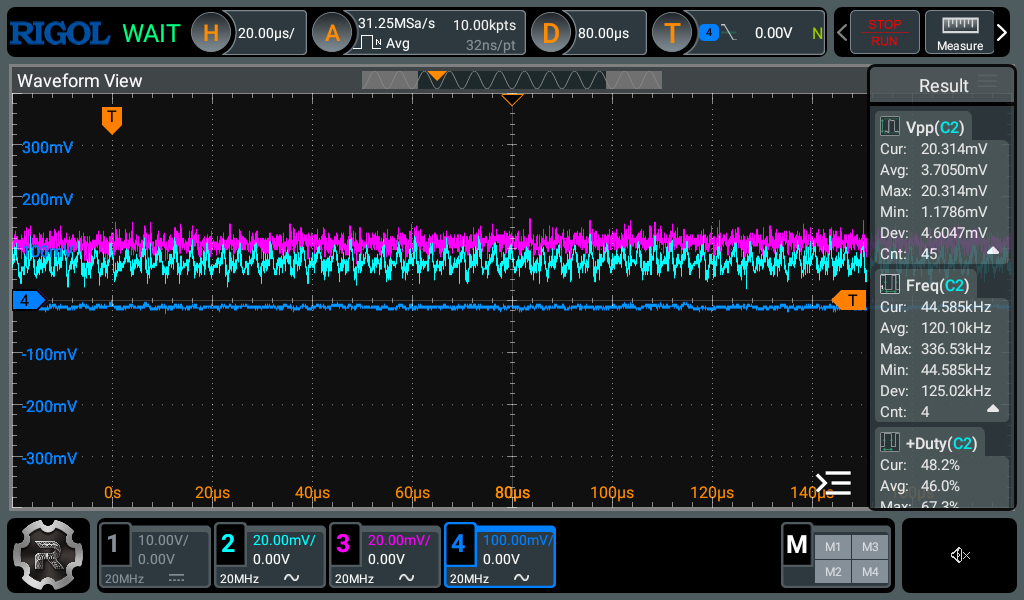 RIGOL WAIT H 20.00µs/ A 31.25MSa/s 10.00kpts D 80.00µs T 4 0.00V N STOP
N Avg 32ns/pt RUN Measure
Waveform View
Result
T
300mV
200mV
4
T
-100mV
-200mV
-300mV
0s 20µs 40µs 60µs 80µs 100µs 120µs 140µs
Vpp(C2)
Cur: 20.314mV
Avg: 3.7050mV
Max: 20.314mV
Min: 1.1786mV
Dev: 4.6047mV
Cnt: 45
Freq(C2)
Cur: 44.585kHz
Avg: 120.10kHz
Max: 336.53kHz
Min: 44.585kHz
Dev: 125.02kHz
Cnt: 4
+Duty(C2)
Cur: 48.2%
Avg: 46.0%
Max: 67.3%
R
1 10.00V/
0.00V
20MHz
2 20.00mV/
0.00V
20MHz
3 20.00mV/
0.00V
20MHz
4 100.00mV/
0.00V
20MHz
M M1 M3
M2 M4